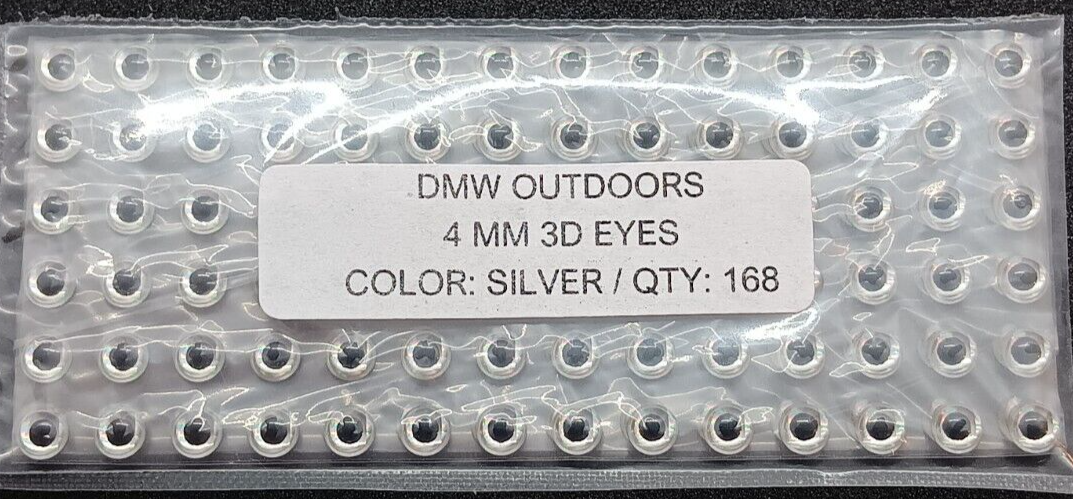 DMW OUTDOORS
4 MM 3D EYES
COLOR: SILVER / QTY: 168